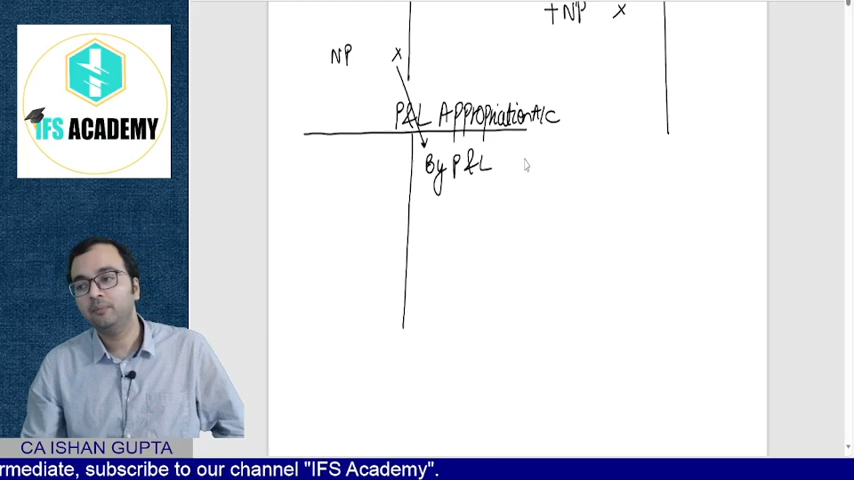 + NP x
NP x
P&L Appropriation A/c
By P&L
IFS ACADEMY
CA ISHAN GUPTA
rmediate, subscribe to our channel "IFS Academy".